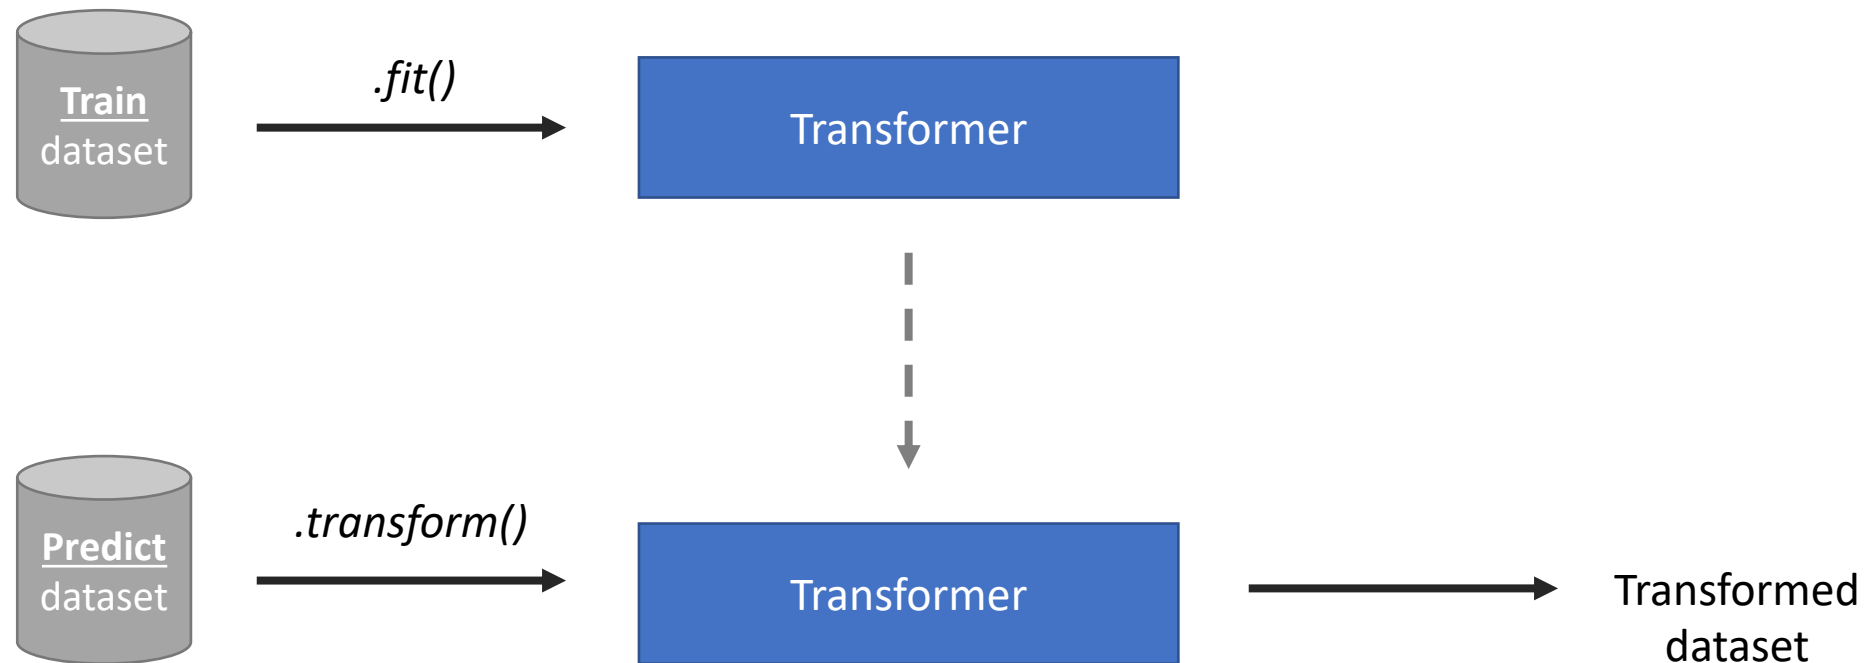 Train
dataset
.fit()
Transformer
Predict
dataset
.transform()
Transformer
Transformed
dataset